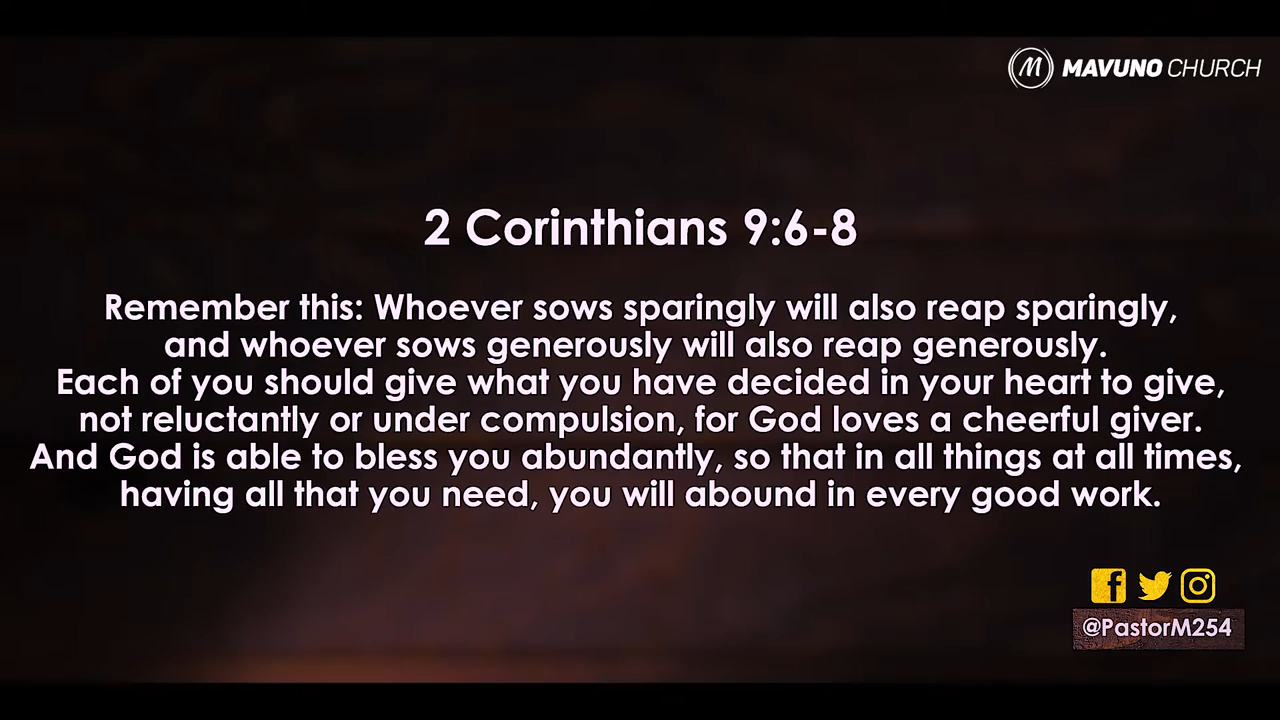 MAVUNO CHURCH
2 Corinthians 9:6-8
Remember this: Whoever sows sparingly will also reap sparingly,
and whoever sows generously will also reap generously.
Each of you should give what you have decided in your heart to give,
not reluctantly or under compulsion, for God loves a cheerful giver.
And God is able to bless you abundantly, so that in all things at all times,
having all that you need, you will abound in every good work.
@PastorM254